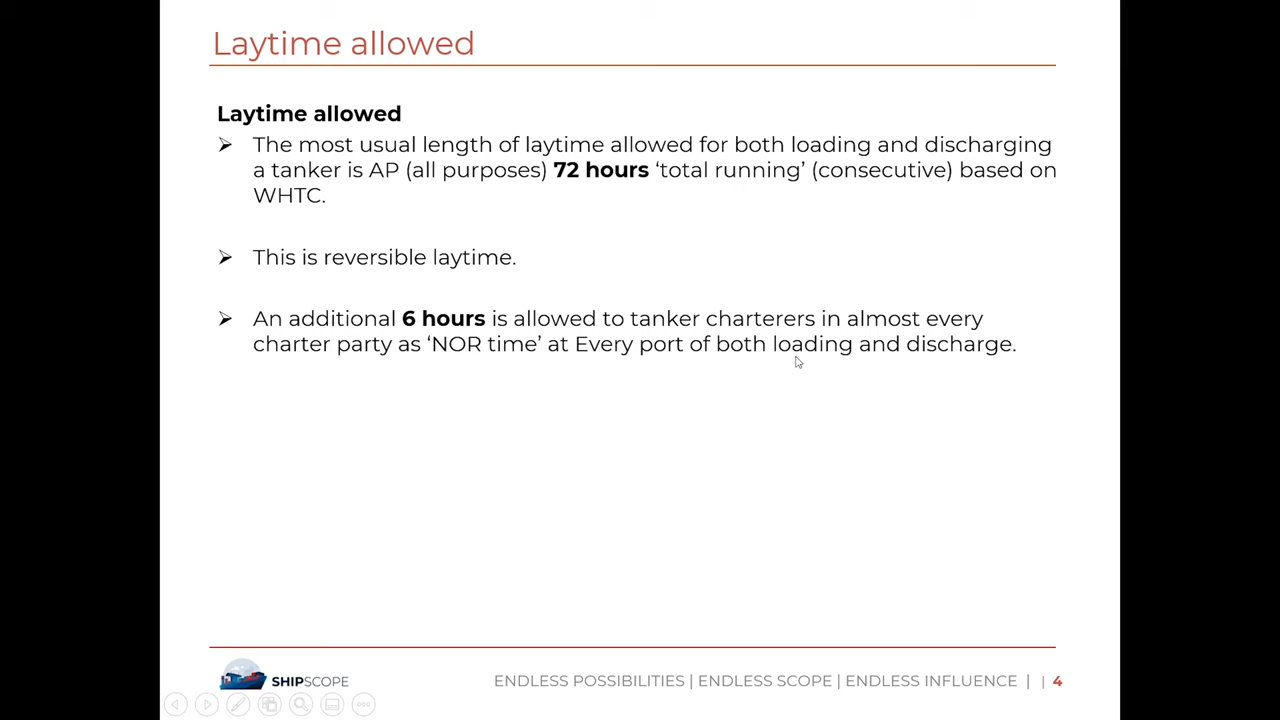 Laytime allowed
Laytime allowed
➢ The most usual length of laytime allowed for both loading and discharging
a tanker is AP (all purposes) 72 hours ‘total running’ (consecutive) based on
WHTC.
➢ This is reversible laytime.
➢ An additional 6 hours is allowed to tanker charterers in almost every
charter party as ‘NOR time’ at Every port of both loading and discharge.
SHIPSCOPE
ENDLESS POSSIBILITIES | ENDLESS SCOPE | ENDLESS INFLUENCE | | 4